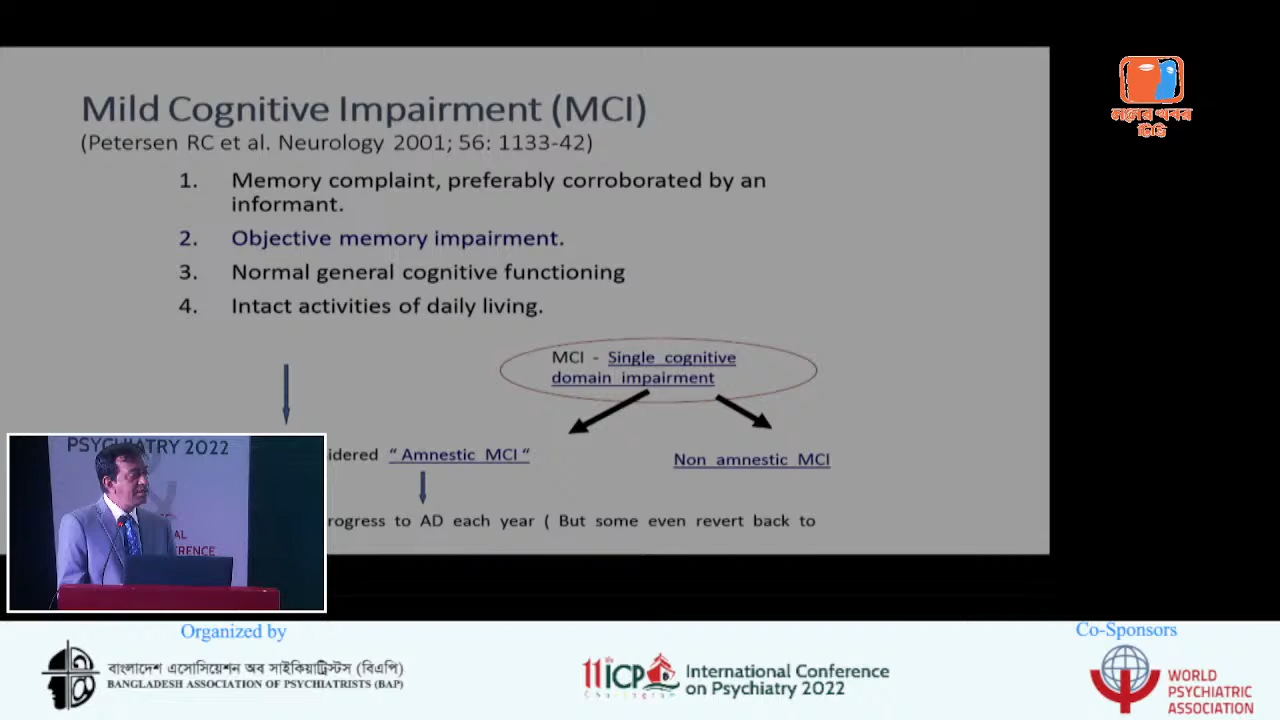 Mild Cognitive Impairment (MCI)
(Petersen RC et al. Neurology 2001; 56: 1133-42)
1. Memory complaint, preferably corroborated by an
informant.
2. Objective memory impairment.
3. Normal general cognitive functioning
4. Intact activities of daily living.
MCI - Single cognitive
domain impairment
idered “ Amnestic MCI “
Non amnestic MCI
rogress to AD each year ( But some even revert back to
মনের খবর
টিভি
PSYCHIATRY 2022
Organized by
বাংলাদেশ এসোসিয়েশন অব সাইকিয়াট্রিস্টস (বিএপি)
BANGLADESH ASSOCIATION OF PSYCHIATRISTS (BAP)
11 ICP
International Conference
on Psychiatry 2022
Co-Sponsors
WORLD
PSYCHIATRIC
ASSOCIATION